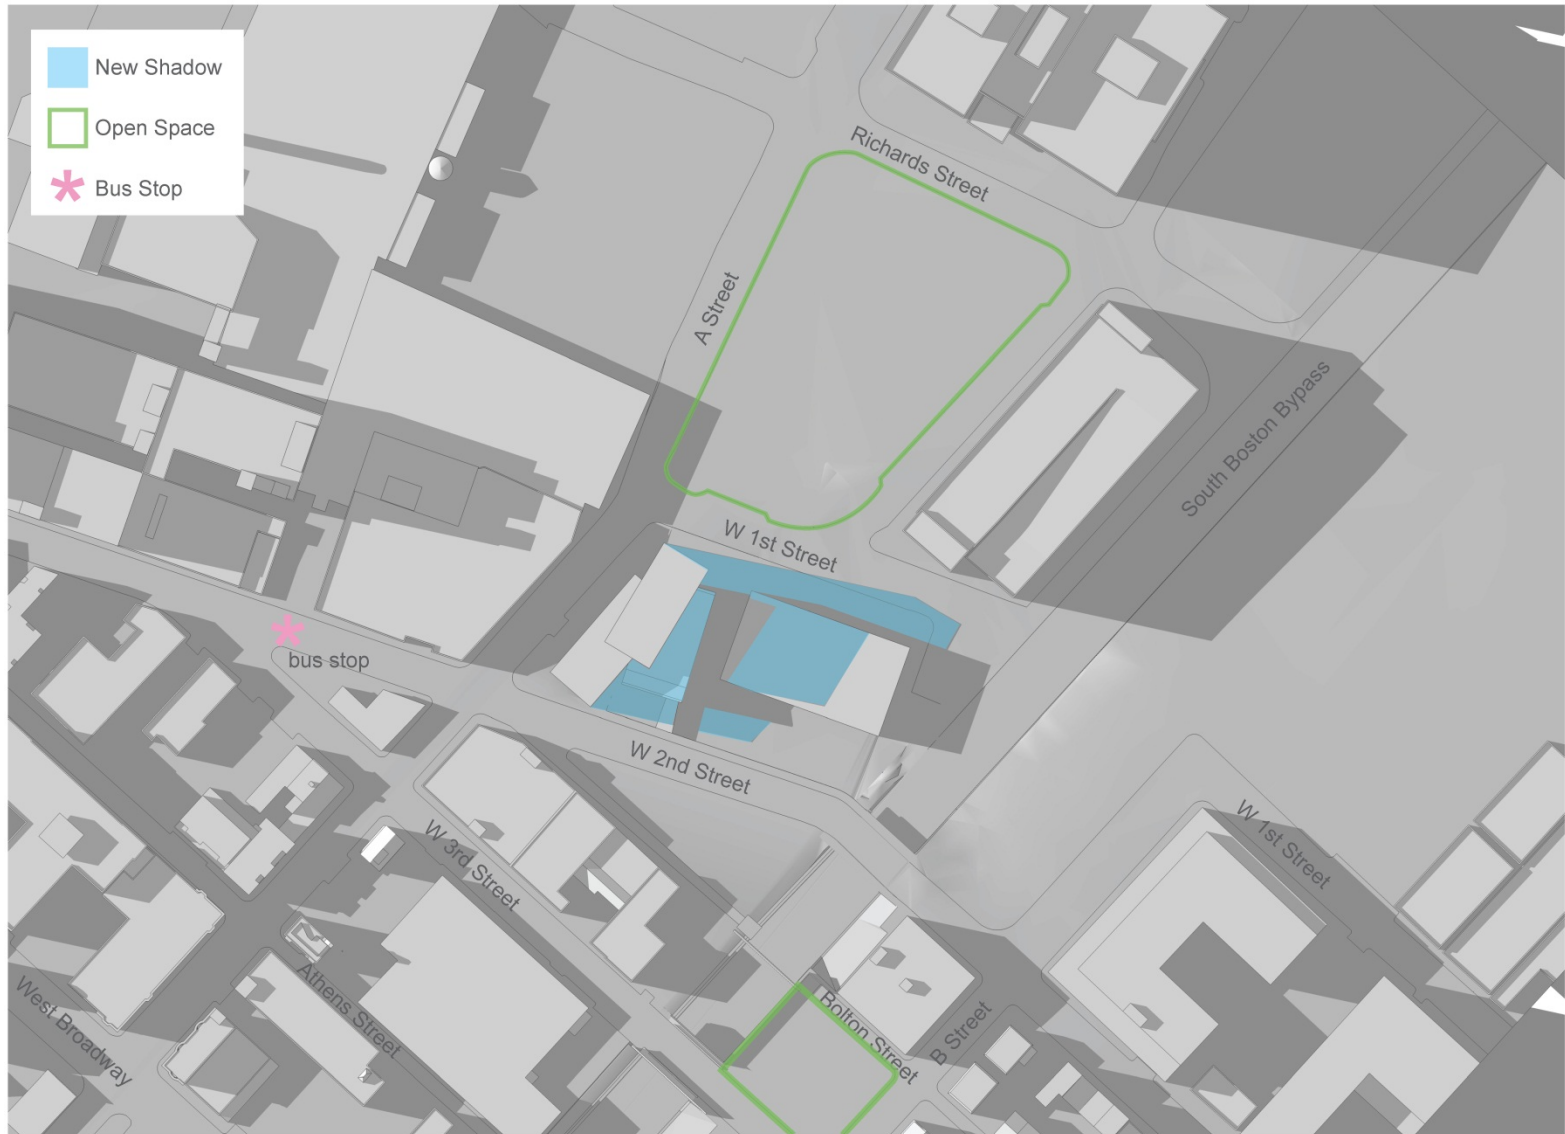 New Shadow
Open Space
Bus Stop
Richards Street
A Street
South Boston Bypass
W 1st Street
bus stop
W 2nd Street
W 3rd Street
W 1st Street
Athens Street
West Broadway
Bolton Street
B Street